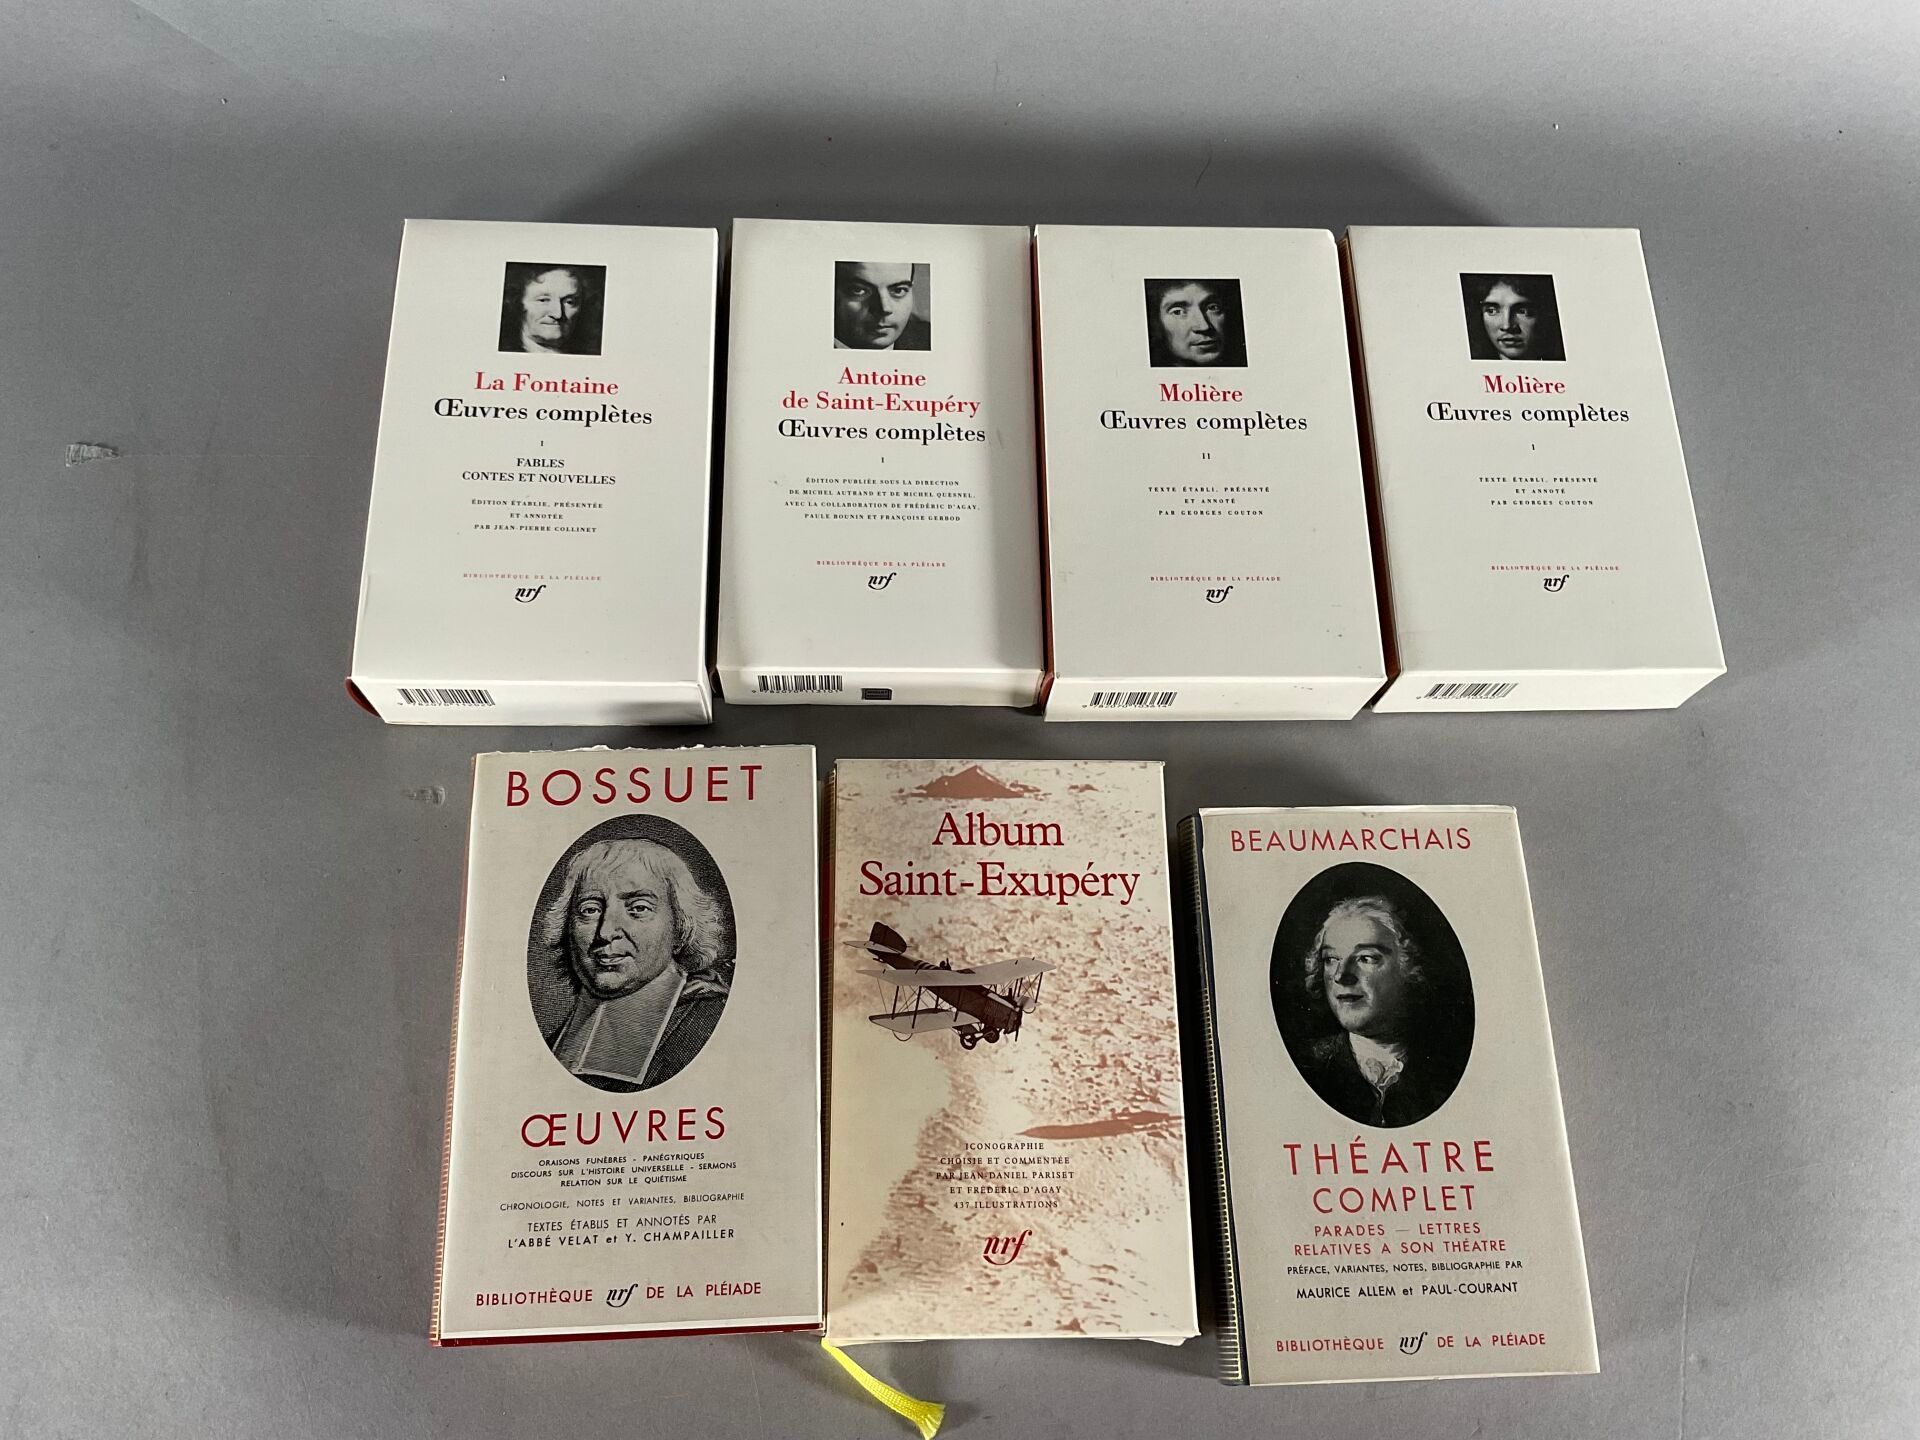 La Fontaine
Œuvres complètes
I
FABLES
CONTES ET NOUVELLES
ÉDITION ÉTABLIE, PRÉSENTÉE
ET ANNOTÉE
PAR JEAN-PIERRE COLLINET
BIBLIOTHÈQUE DE LA PLÉIADE
nrf
Antoine
de Saint-Exupéry
Œuvres complètes
I
ÉDITION PUBLIÉE SOUS LA DIRECTION
DE MICHEL AUTRAND ET DE MICHEL QUESNEL,
AVEC LA COLLABORATION DE FRÉDÉRIC D'AGAY,
PAULE BOUNIN ET FRANÇOISE GERBOD
BIBLIOTHÈQUE DE LA PLÉIADE
nrf
Molière
Œuvres complètes
II
TEXTE ÉTABLI, PRÉSENTÉ
ET ANNOTÉ
PAR GEORGES COUTON
BIBLIOTHÈQUE DE LA PLÉIADE
nrf
Molière
Œuvres complètes
I
TEXTE ÉTABLI, PRÉSENTÉ
ET ANNOTÉ
PAR GEORGES COUTON
BIBLIOTHÈQUE DE LA PLÉIADE
nrf
BOSSUET
ŒUVRES
ORAISONS FUNÈBRES - PANÉGYRIQUES
DISCOURS SUR L'HISTOIRE UNIVERSELLE - SERMONS
RELATION SUR LE QUIÉTISME
CHRONOLOGIE, NOTES ET VARIANTES, BIBLIOGRAPHIE
TEXTES ÉTABLIS ET ANNOTÉS PAR
L'ABBÉ VELAT et Y. CHAMPAILLER
BIBLIOTHÈQUE nrf DE LA PLÉIADE
Album
Saint-Exupéry
ICONOGRAPHIE
CHOISIE ET COMMENTÉE
PAR JEAN-DANIEL PARISET
ET FRÉDÉRIC D'AGAY
437 ILLUSTRATIONS
nrf
BEAUMARCHAIS
THÉATRE
COMPLET
PARADES — LETTRES
RELATIVES A SON THÉATRE
PRÉFACE, VARIANTES, NOTES, BIBLIOGRAPHIE PAR
MAURICE ALLEM et PAUL-COURANT
BIBLIOTHÈQUE nrf DE LA PLÉIADE